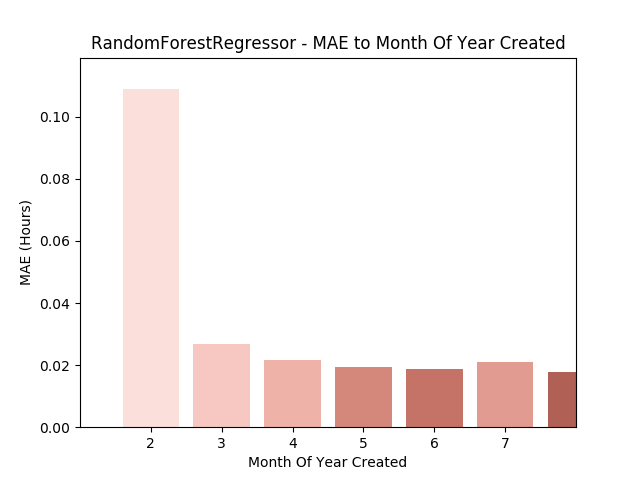 RandomForestRegressor - MAE to Month Of Year Created
0.10
0.08
0.06
0.04
0.02
0.00
MAE (Hours)
2 3 4 5 6 7
Month Of Year Created